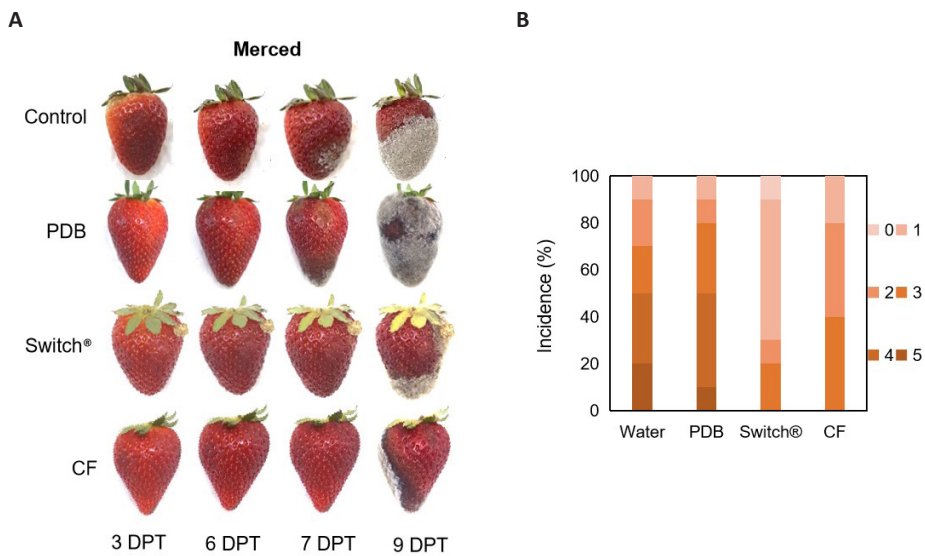 A
Merced
Control
PDB
Switch®
CF
3 DPT 6 DPT 7 DPT 9 DPT
B
Incidence (%)
100
80
60
40
20
0
Water PDB Switch® CF
0 1
2 3
4 5